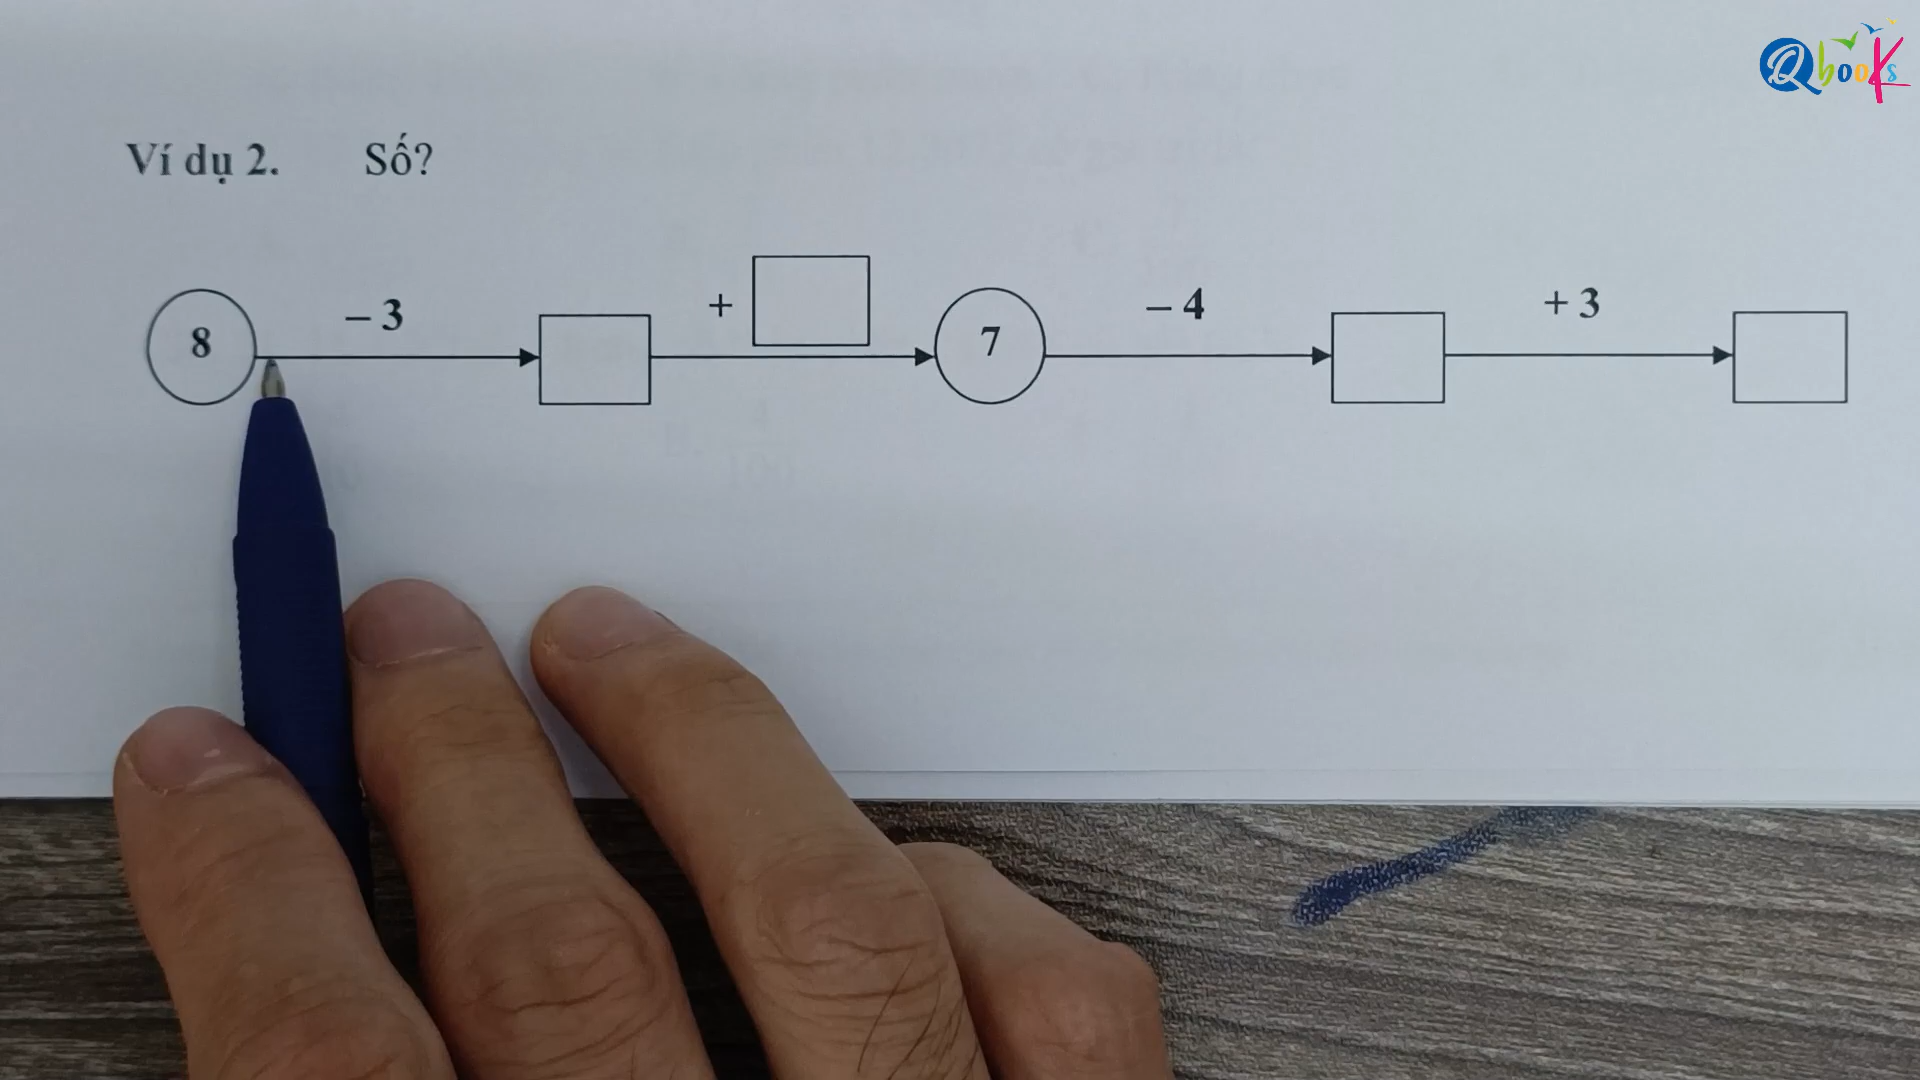 Qbooks
Ví dụ 2. Số?
8 – 3 + 7 – 4 + 3